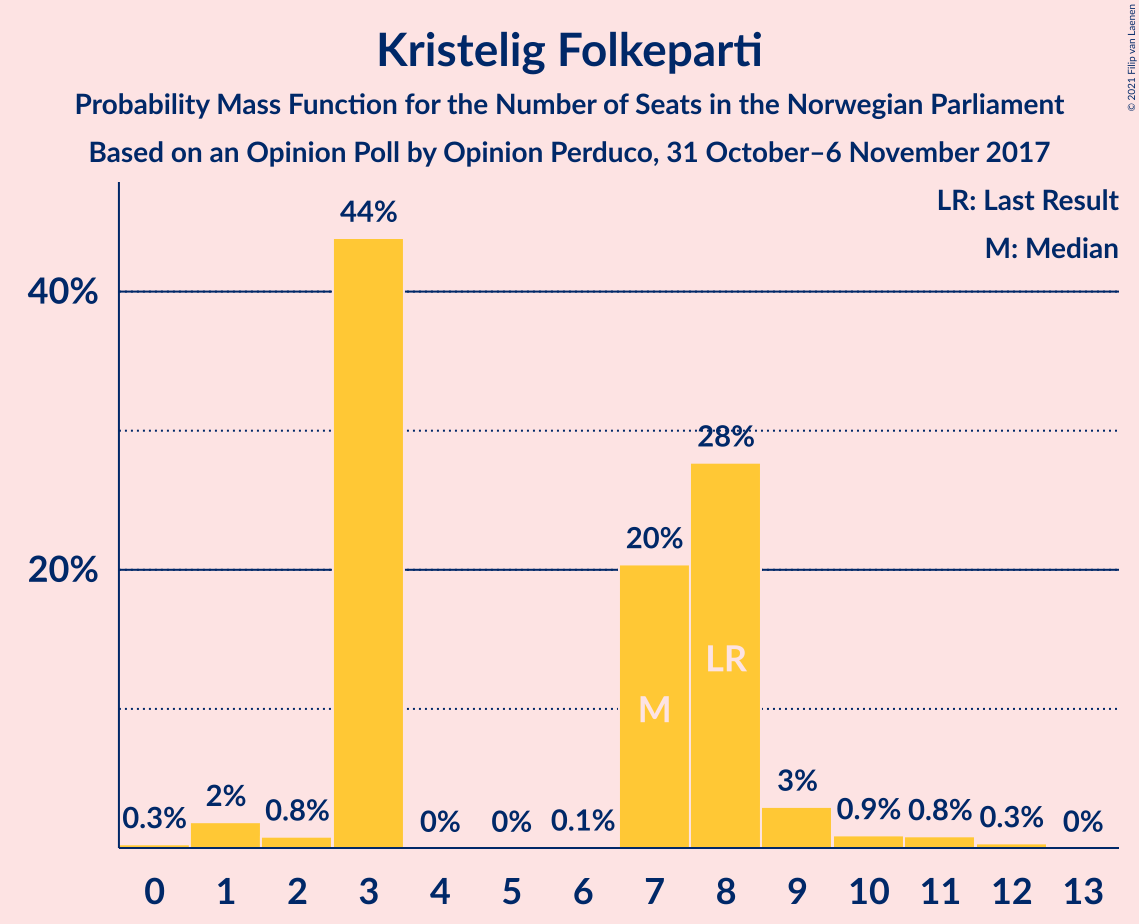 Kristelig Folkeparti
Probability Mass Function for the Number of Seats in the Norwegian Parliament
Based on an Opinion Poll by Opinion Perduco, 31 October–6 November 2017
© 2021 Filip van Laenen
LR: Last Result
M: Median
44%
40%
28%
20%
20%
LR
M
3%
2%
0.3%
0.8%
0%
0%
0.1%
0.9%
0.8%
0.3%
0%
0 1 2 3 4 5 6 7 8 9 10 11 12 13